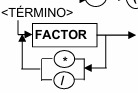 <TÉRMINO>
FACTOR
*
/